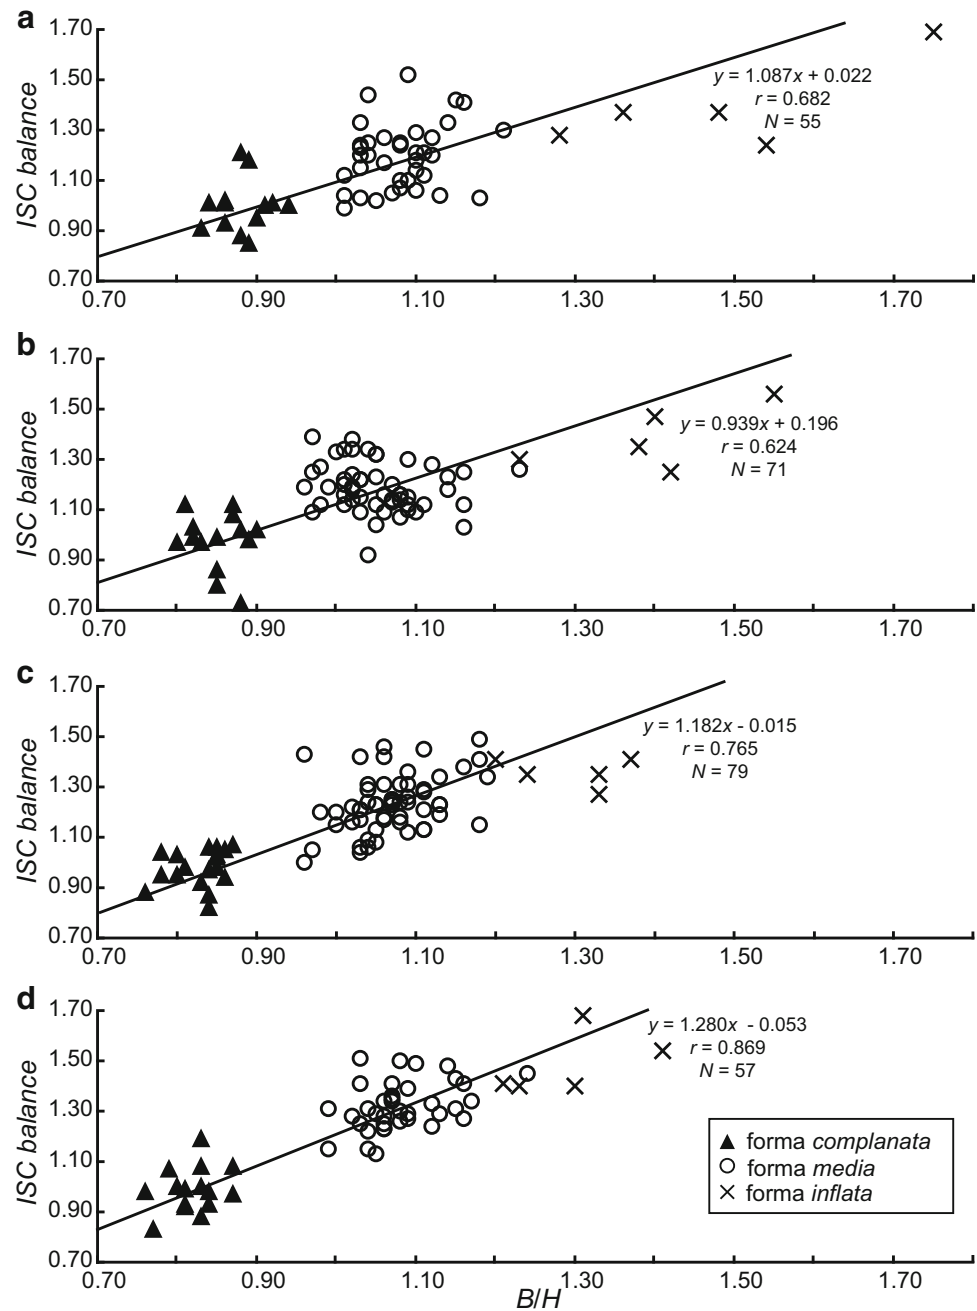 a
1.70
1.50
1.30
1.10
0.90
0.70
ISC balance
y = 1.087x + 0.022
r = 0.682
N = 55
0.70 0.90 1.10 1.30 1.50 1.70
b
1.70
1.50
1.30
1.10
0.90
0.70
ISC balance
y = 0.939x + 0.196
r = 0.624
N = 71
0.70 0.90 1.10 1.30 1.50 1.70
c
1.70
1.50
1.30
1.10
0.90
0.70
ISC balance
y = 1.182x - 0.015
r = 0.765
N = 79
0.70 0.90 1.10 1.30 1.50 1.70
d
1.70
1.50
1.30
1.10
0.90
0.70
ISC balance
y = 1.280x - 0.053
r = 0.869
N = 57
forma complanata
forma media
forma inflata
0.70 0.90 1.10 1.30 1.50 1.70
B/H